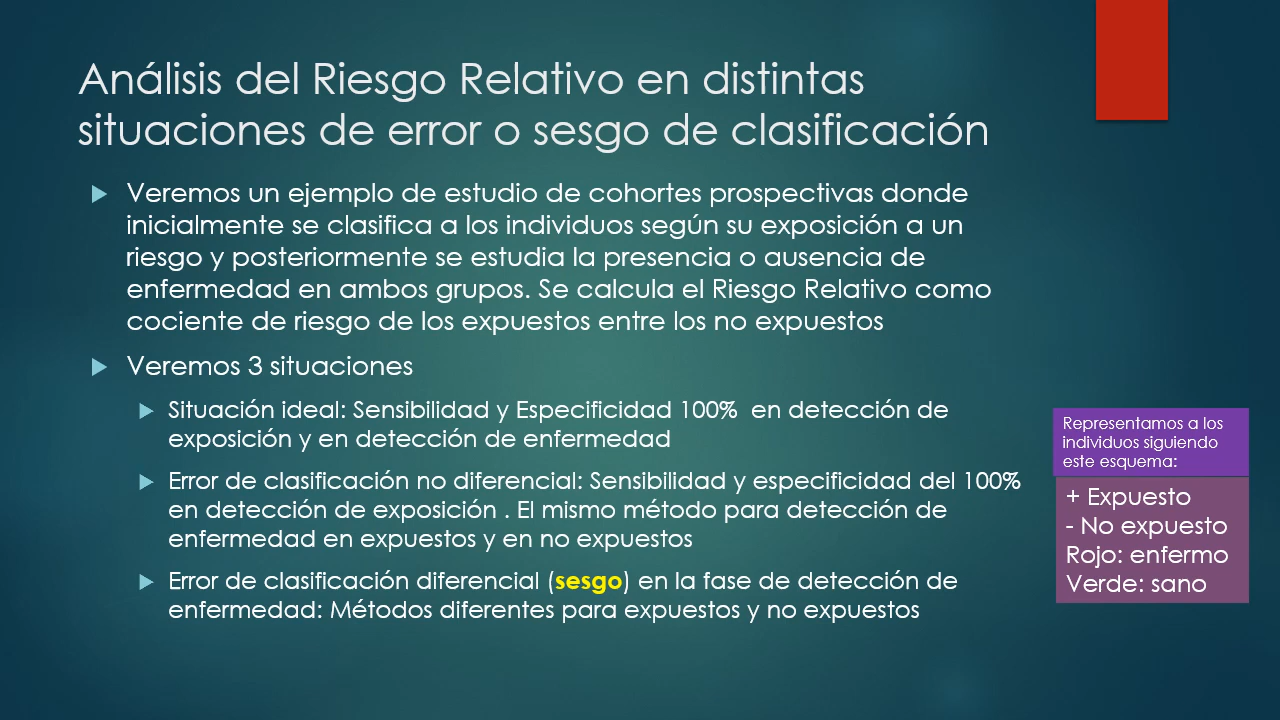 Análisis del Riesgo Relativo en distintas
situaciones de error o sesgo de clasificación
Veremos un ejemplo de estudio de cohortes prospectivas donde
inicialmente se clasifica a los individuos según su exposición a un
riesgo y posteriormente se estudia la presencia o ausencia de
enfermedad en ambos grupos. Se calcula el Riesgo Relativo como
cociente de riesgo de los expuestos entre los no expuestos
Veremos 3 situaciones
Situación ideal: Sensibilidad y Especificidad 100% en detección de
exposición y en detección de enfermedad
Error de clasificación no diferencial: Sensibilidad y especificidad del 100%
en detección de exposición . El mismo método para detección de
enfermedad en expuestos y en no expuestos
Error de clasificación diferencial (sesgo) en la fase de detección de
enfermedad: Métodos diferentes para expuestos y no expuestos
Representamos a los
individuos siguiendo
este esquema:
+ Expuesto
- No expuesto
Rojo: enfermo
Verde: sano